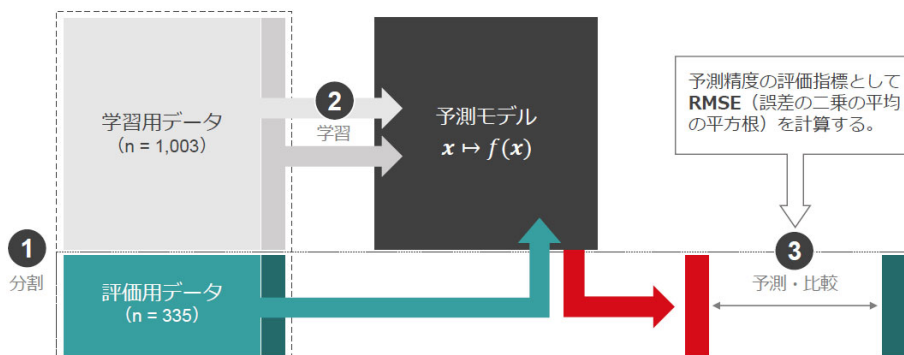 1
分割
学習用データ
（n = 1,003）
評価用データ
（n = 335）
2
学習
予測モデル
x ↦ f(x)
予測精度の評価指標として
RMSE（誤差の二乗の平均
の平方根）を計算する。
3
予測・比較